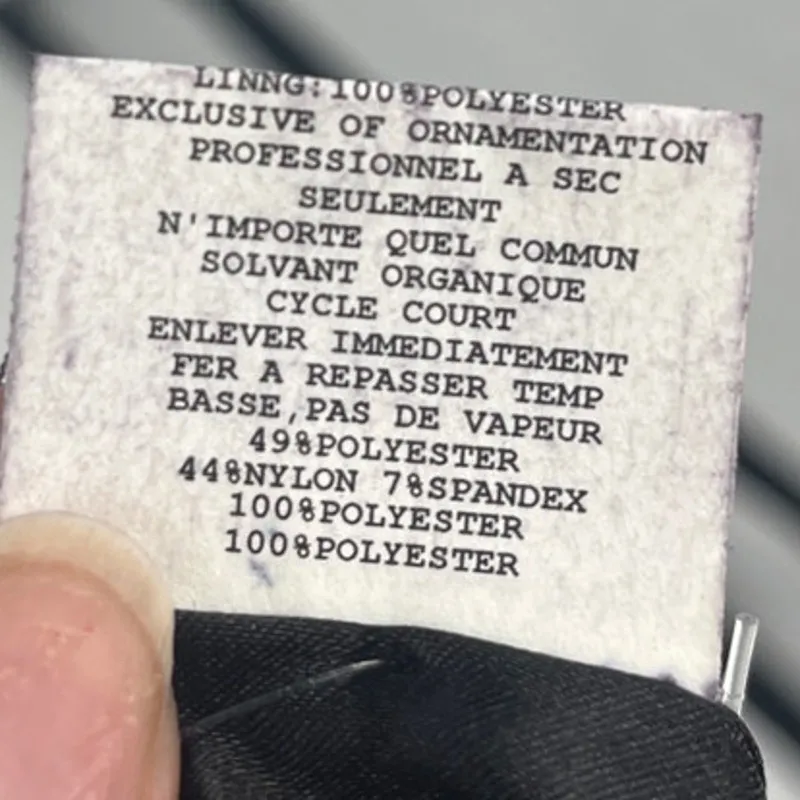 LINNG:100%POLYESTER
EXCLUSIVE OF ORNAMENTATION
PROFESSIONNEL A SEC
SEULEMENT
N'IMPORTE QUEL COMMUN
SOLVANT ORGANIQUE
CYCLE COURT
ENLEVER IMMEDIATEMENT
FER A REPASSER TEMP
BASSE,PAS DE VAPEUR
49%POLYESTER
44%NYLON 7%SPANDEX
100%POLYESTER
100%POLYESTER